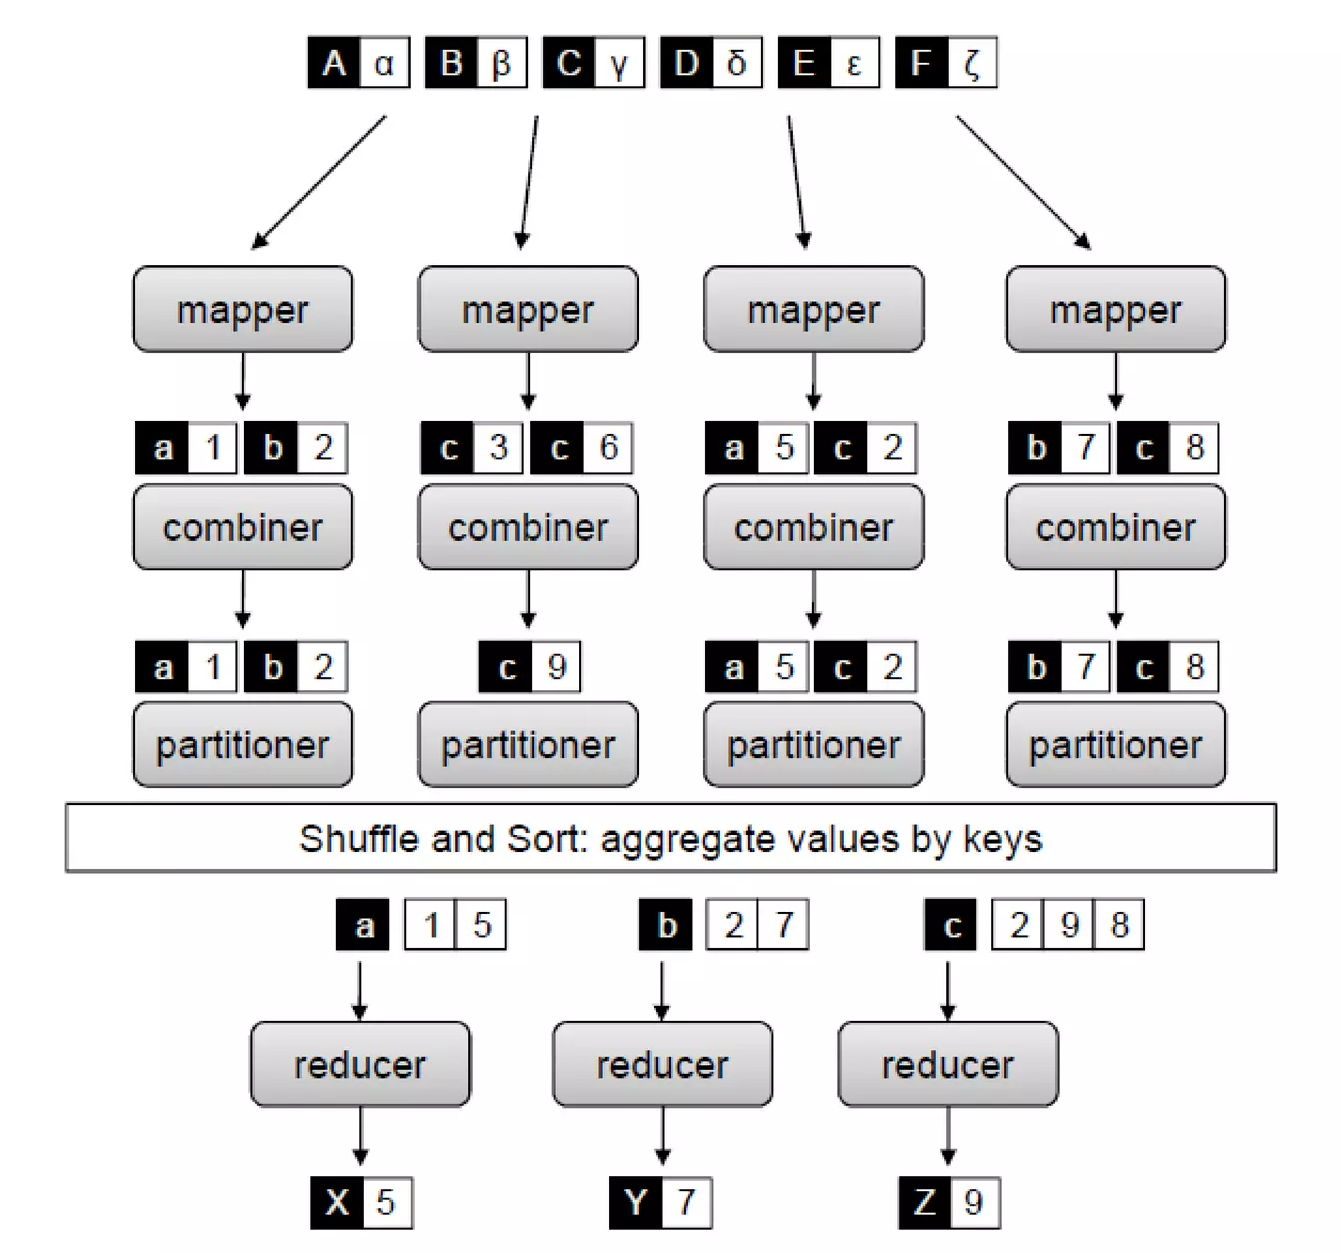 A α B β C γ D δ E ε F ζ
mapper mapper mapper mapper
a 1 b 2 c 3 c 6 a 5 c 2 b 7 c 8
combiner combiner combiner combiner
a 1 b 2 c 9 a 5 c 2 b 7 c 8
partitioner partitioner partitioner partitioner
Shuffle and Sort: aggregate values by keys
a 1 5 b 2 7 c 2 9 8
reducer reducer reducer
X 5 Y 7 Z 9